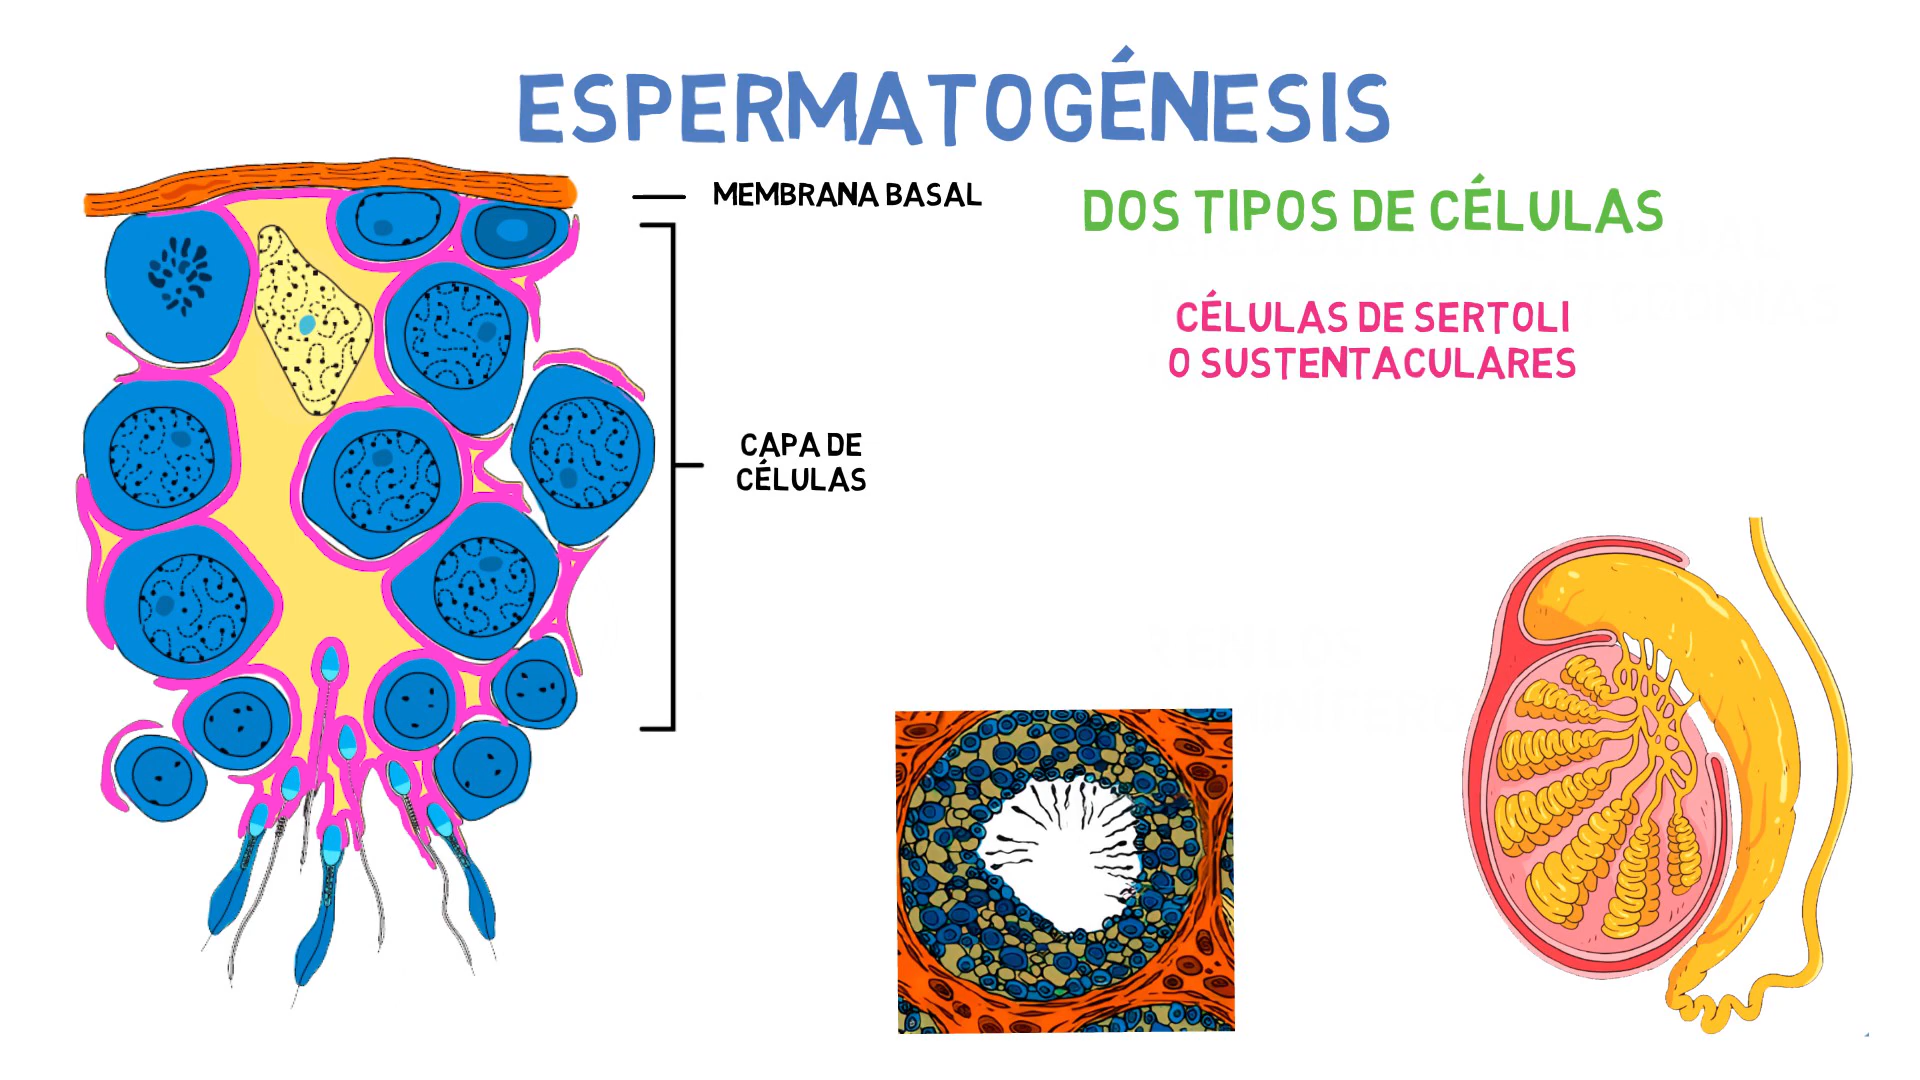 ESPERMATOGÉNESIS
MEMBRANA BASAL
DOS TIPOS DE CÉLULAS
CÉLULAS DE SERTOLI
O SUSTENTACULARES
CAPA DE
CÉLULAS